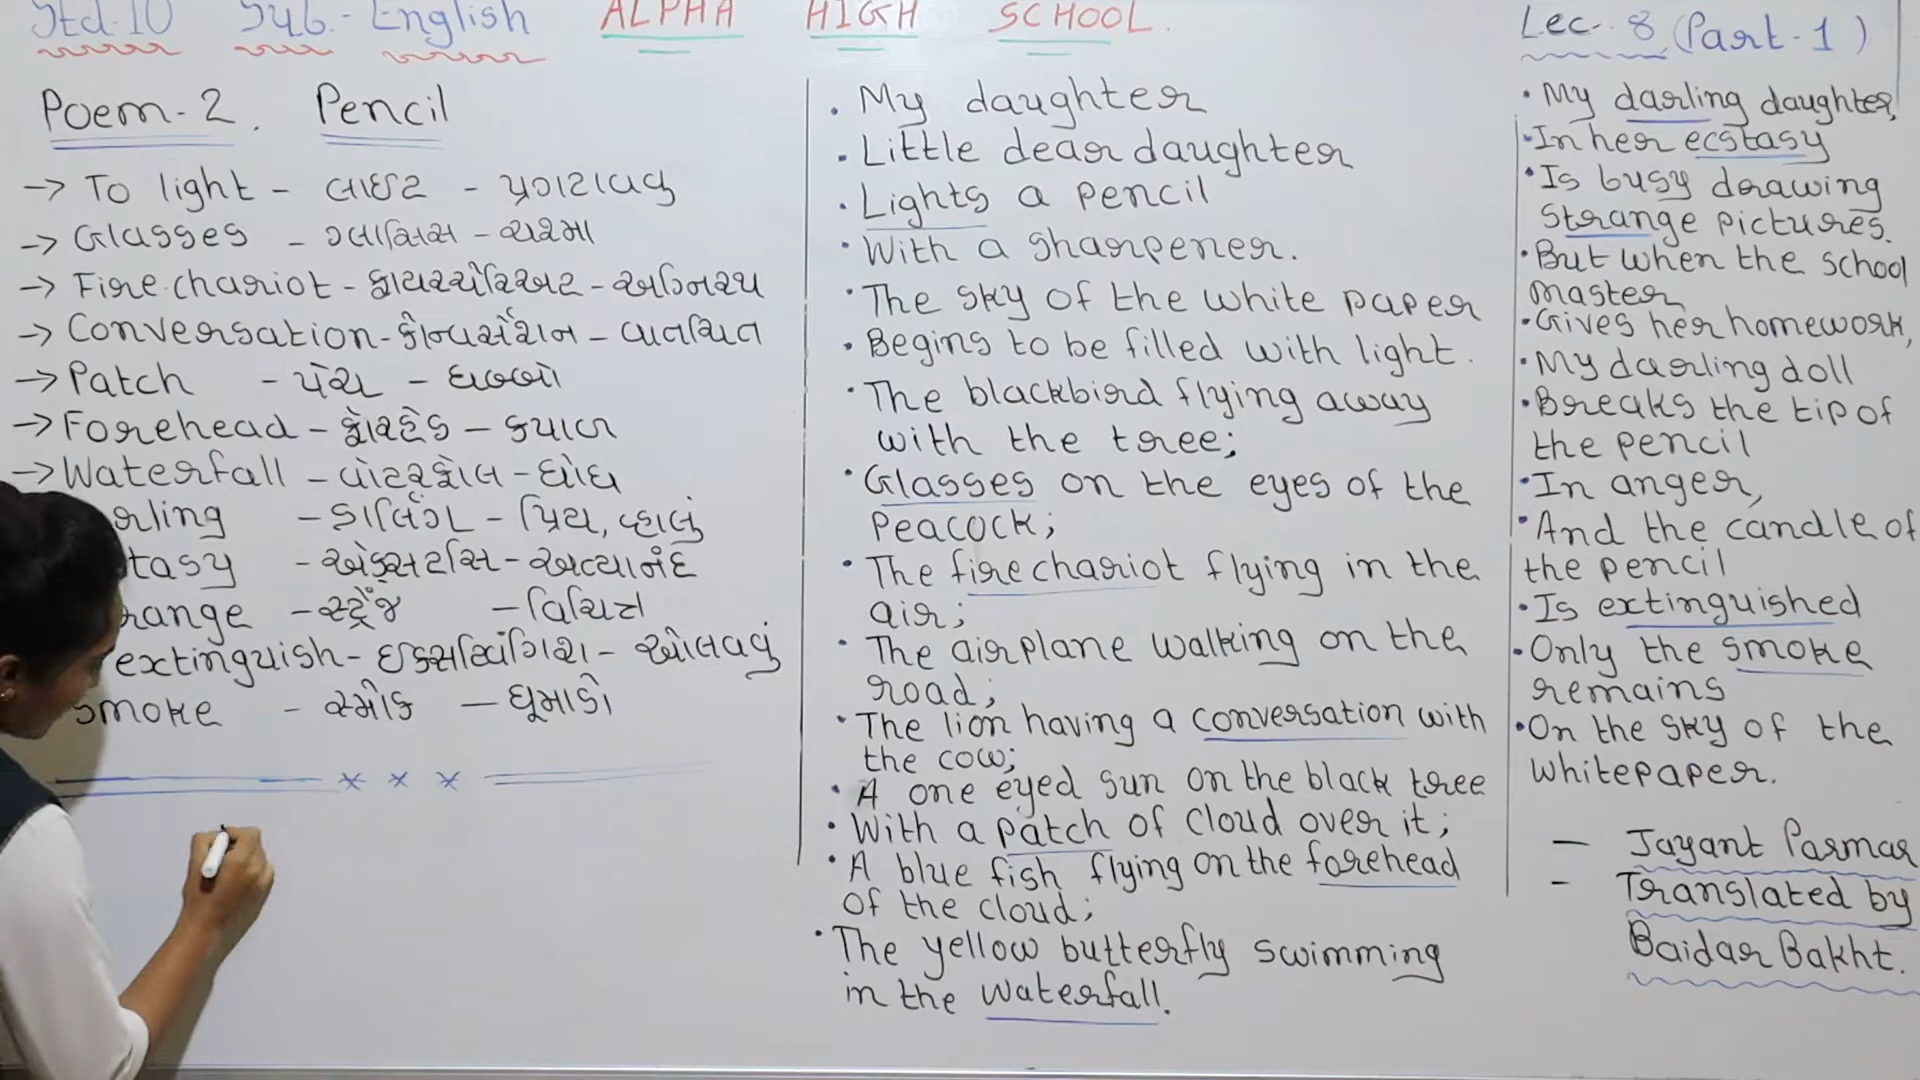 Std-10 Sub.- English ALPHA HIGH SCHOOL. Lec-8 (Part-1)
Poem-2. Pencil
→ To light - લાઇટ - પ્રગટાવવું
→ Glasses - ગ્લાસિસ - ચશ્મા
→ Fire chariot - ફાયરચેરિઅટ - અગ્નિરથ
→ Conversation - કોન્વર્સેશન - વાતચિત
→ Patch - પેચ - ધબ્બો
→ Forehead - ફોરહેડ - કપાળ
→ Waterfall - વોટરફોલ - ધોધ
rling - ડાર્લિંગ - પ્રિય, વ્હાલું
tasy - એક્સટસિ - અત્યાનંદ
range - સ્ટ્રેંજ - વિચિત્ર
extinguish - ઇક્સટિંગ્વિશ - ઓલવવું
smoke - સ્મોક - ધૂમાડો
* * *
• My daughter
• Little dear daughter
• Lights a pencil
• With a sharpener.
• The sky of the white paper
• Begins to be filled with light.
• The blackbird flying away
with the tree;
• Glasses on the eyes of the
Peacock;
• The fire chariot flying in the
air;
• The airplane walking on the
road;
• The lion having a conversation with
the cow;
• A one eyed sun on the black tree
• With a patch of cloud over it;
• A blue fish flying on the forehead
of the cloud;
• The yellow butterfly swimming
in the waterfall.
• My darling daughter,
• In her ecstasy
• Is busy drawing
Strange pictures.
• But when the school
master
• Gives her homework,
• My darling doll
• Breaks the tip of
the pencil
• In anger,
• And the candle of
the pencil
• Is extinguished
• Only the smoke
remains
• On the sky of the
whitepaper.
- Jayant Parmar
- Translated by
Baidar Bakht.